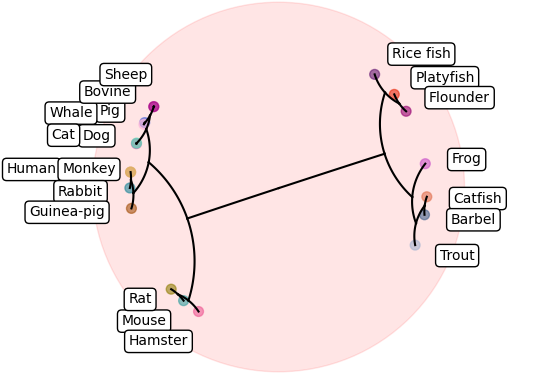 Sheep
Bovine
Whale
Pig
Cat
Dog
Human
Monkey
Rabbit
Guinea-pig
Rat
Mouse
Hamster
Rice fish
Platyfish
Flounder
Frog
Catfish
Barbel
Trout